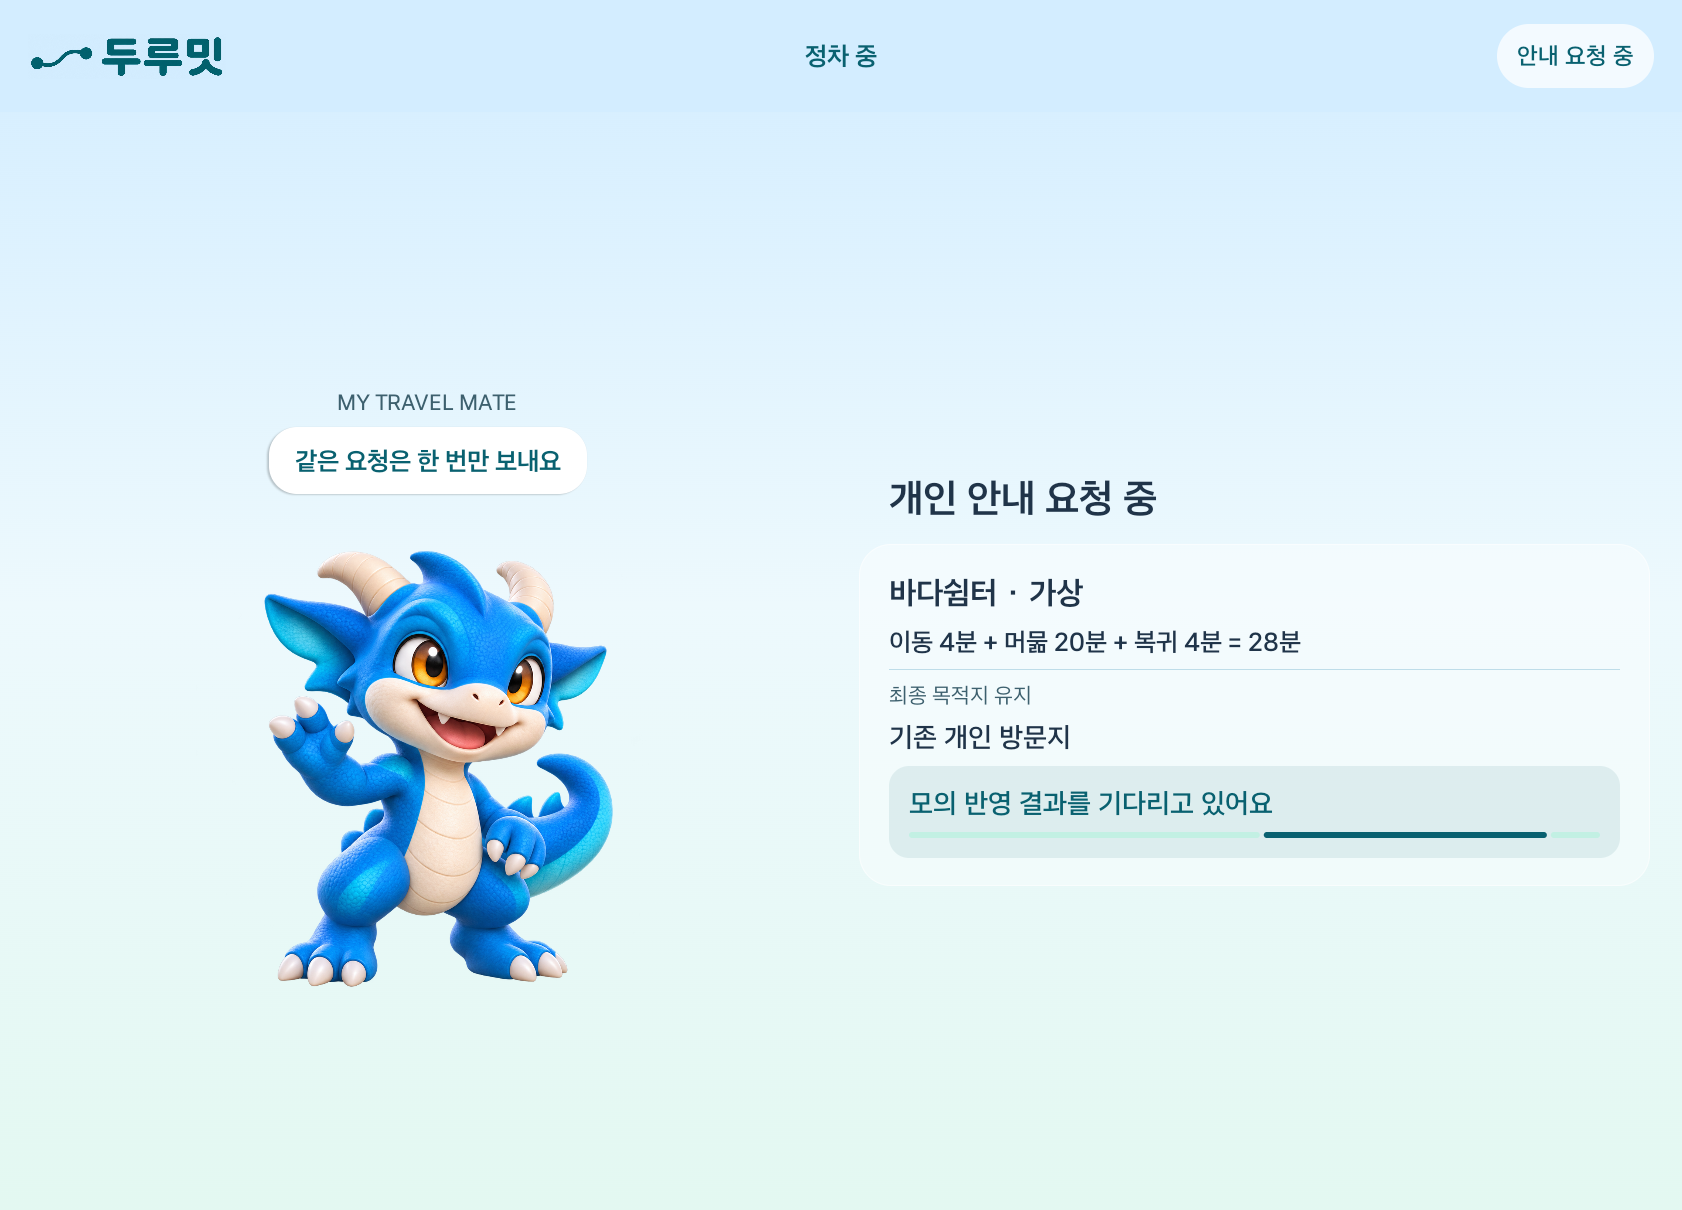 두루밋
정차 중
안내 요청 중
MY TRAVEL MATE
같은 요청은 한 번만 보내요
개인 안내 요청 중
바다쉼터 · 가상
이동 4분 + 머묾 20분 + 복귀 4분 = 28분
최종 목적지 유지
기존 개인 방문지
모의 반영 결과를 기다리고 있어요